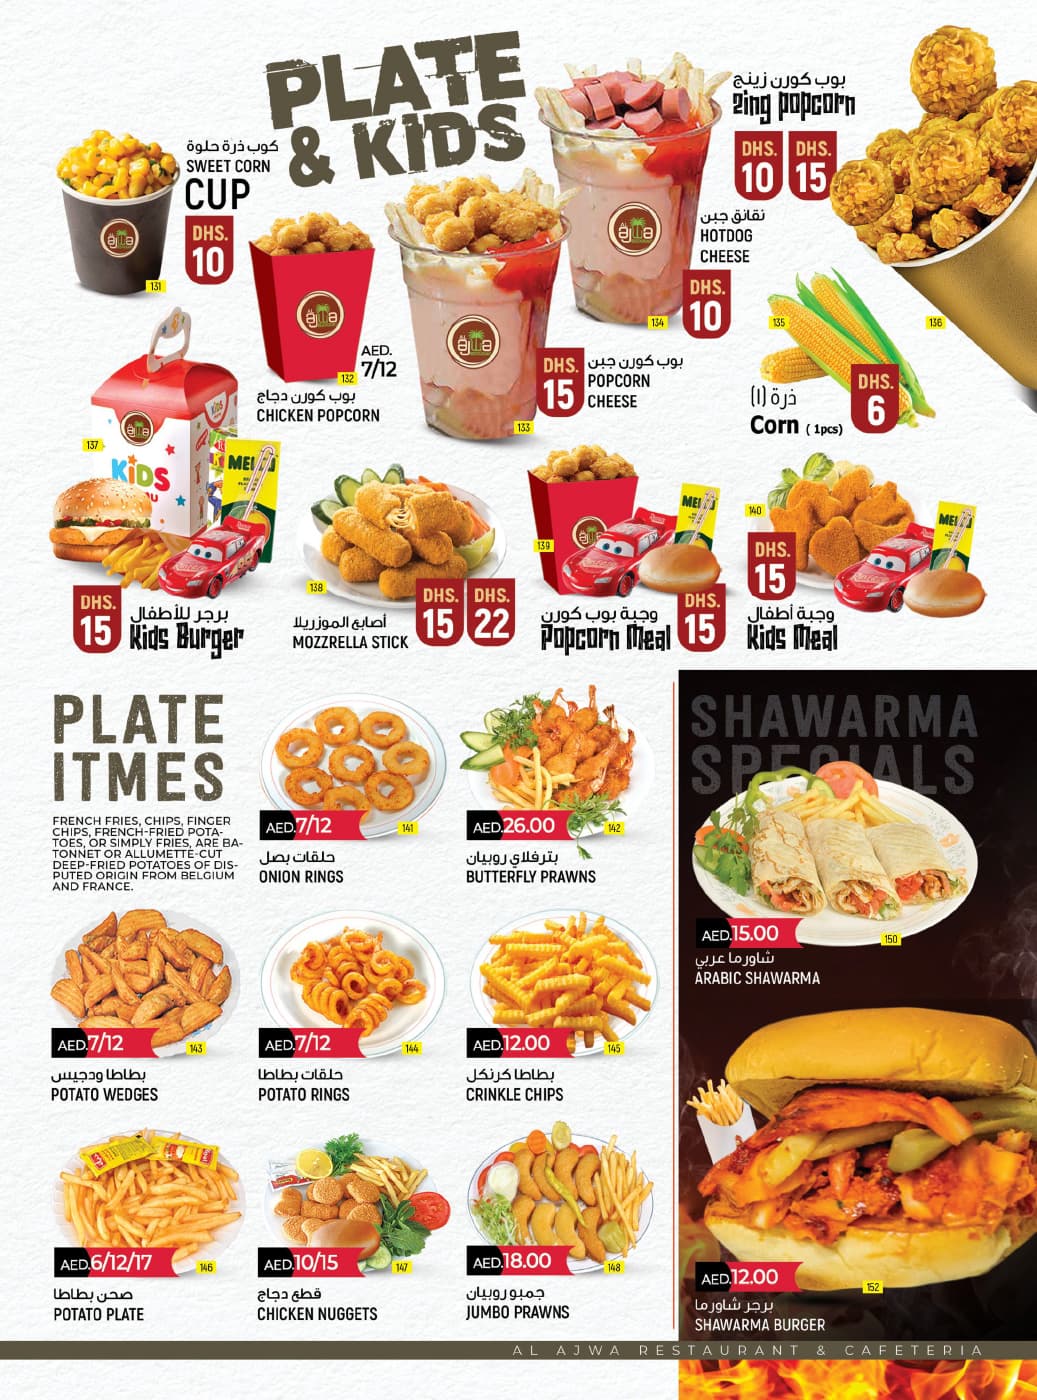 PLATE
& KIDS
كوب ذرة حلوة
SWEET CORN
CUP
DHS.
10
131
AED.
7/12
132
بوب كورن دجاج
CHICKEN POPCORN
DHS.
15
بوب كورن جبن
POPCORN
CHEESE
133
نقانق جبن
HOTDOG
CHEESE
DHS.
10
134
بوب كورن زينج
Zing popcorn
DHS.
10
DHS.
15
136
135
ذرة (١)
Corn ( 1pcs)
DHS.
6
137
KiDS
DHS.
15
برجر للأطفال
Kids Burger
138
أصابع الموزريلا
MOZZRELLA STICK
DHS.
15
DHS.
22
139
وجبة بوب كورن
Popcorn Meal
DHS.
15
140
DHS.
15
وجبة أطفال
Kids Meal
PLATE
ITMES
FRENCH FRIES, CHIPS, FINGER
CHIPS, FRENCH-FRIED POTA-
TOES, OR SIMPLY FRIES, ARE BA-
TONNET OR ALLUMETTE-CUT
DEEP-FRIED POTATOES OF DIS-
PUTED ORIGIN FROM BELGIUM
AND FRANCE.
AED.7/12
141
حلقات بصل
ONION RINGS
AED.26.00
142
بترفلاي روبيان
BUTTERFLY PRAWNS
AED.7/12
143
بطاطا ودجيس
POTATO WEDGES
AED.7/12
144
حلقات بطاطا
POTATO RINGS
AED.12.00
145
بطاطا كرنكل
CRINKLE CHIPS
AED.6/12/17
146
صحن بطاطا
POTATO PLATE
AED.10/15
147
قطع دجاج
CHICKEN NUGGETS
AED.18.00
148
جمبو روبيان
JUMBO PRAWNS
SHAWARMA
SPECIALS
AED.15.00
150
شاورما عربي
ARABIC SHAWARMA
AED.12.00
152
برجر شاورما
SHAWARMA BURGER
AL AJWA RESTAURANT & CAFETERIA